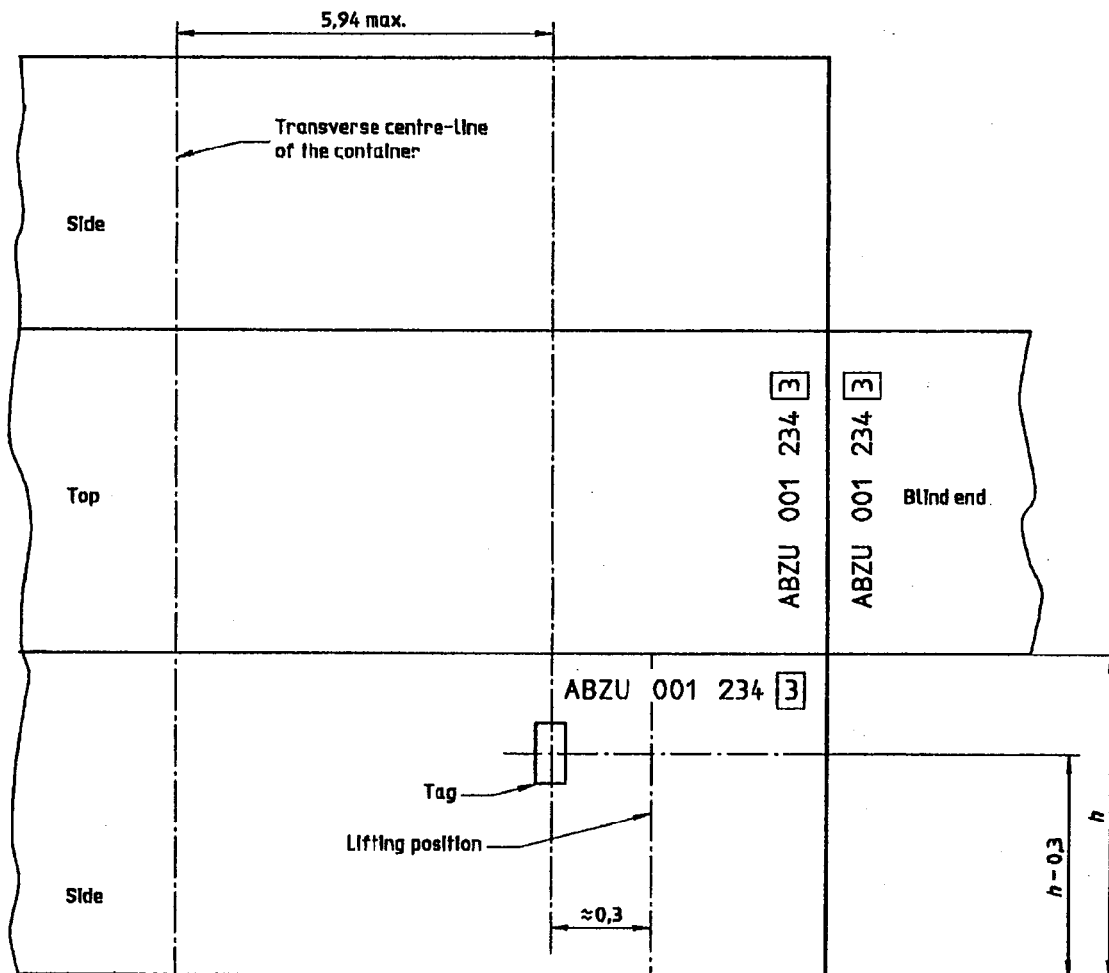 5,94 max.
Transverse centre-line
of the container
Side
Top
ABZU 001 234 3
ABZU 001 234 3
Blind end
ABZU 001 234 3
Tag
Lifting position
h
h – 0,3
Side
≈0,3